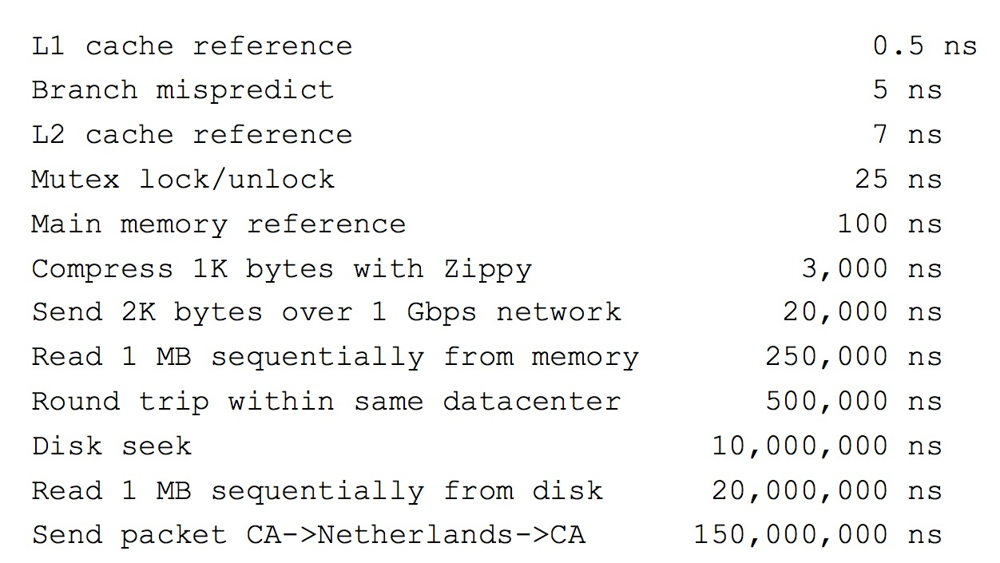 L1 cache reference 0.5 ns
Branch mispredict 5 ns
L2 cache reference 7 ns
Mutex lock/unlock 25 ns
Main memory reference 100 ns
Compress 1K bytes with Zippy 3,000 ns
Send 2K bytes over 1 Gbps network 20,000 ns
Read 1 MB sequentially from memory 250,000 ns
Round trip within same datacenter 500,000 ns
Disk seek 10,000,000 ns
Read 1 MB sequentially from disk 20,000,000 ns
Send packet CA->Netherlands->CA 150,000,000 ns